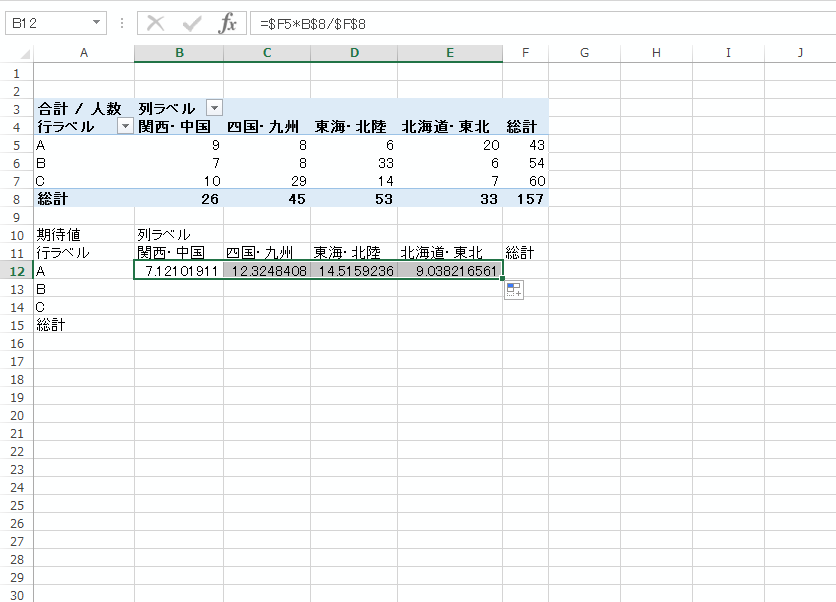 B12 fx =$F5*B$8/$F$8
A B C D E F G H I J
1
2
3 合計 / 人数 列ラベル
4 行ラベル 関西・中国 四国・九州 東海・北陸 北海道・東北 総計
5 A 9 8 6 20 43
6 B 7 8 33 6 54
7 C 10 29 14 7 60
8 総計 26 45 53 33 157
9
10 期待値 列ラベル
11 行ラベル 関西・中国 四国・九州 東海・北陸 北海道・東北 総計
12 A 7.12101911 12.3248408 14.5159236 9.038216561
13 B
14 C
15 総計
16
17
18
19
20
21
22
23
24
25
26
27
28
29
30